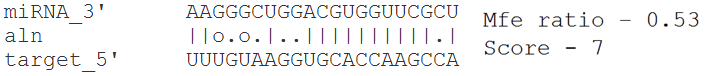 miRNA_3' AAGGGCUGGACGUGGUUCGCU
aln ||o.o.|..||||||||||.|
target_5' UUUGUAAGGUGCACCAAGCCA
Mfe ratio – 0.53
Score - 7